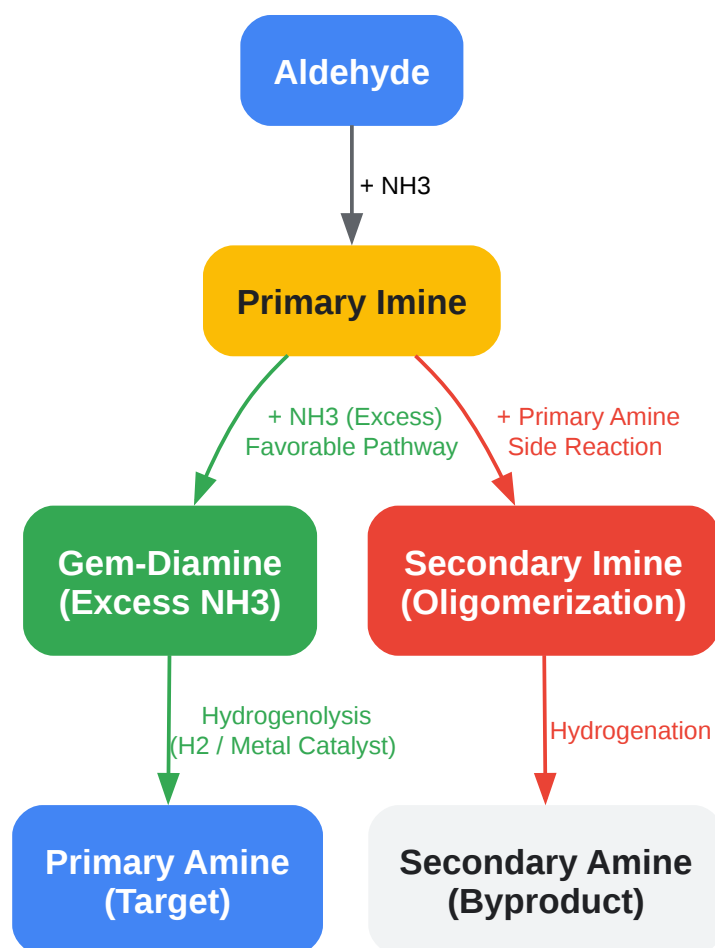 Aldehyde
+ NH3
Primary Imine
+ NH3 (Excess)
Favorable Pathway
+ Primary Amine
Side Reaction
Gem-Diamine
(Excess NH3)
Secondary Imine
(Oligomerization)
Hydrogenolysis
(H2 / Metal Catalyst)
Hydrogenation
Primary Amine
(Target)
Secondary Amine
(Byproduct)